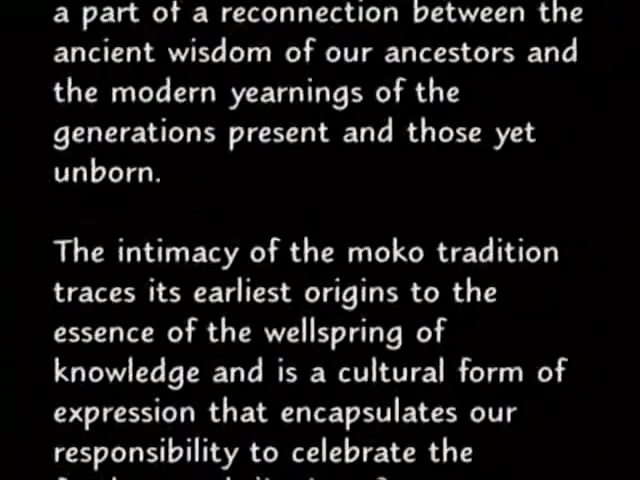 a part of a reconnection between the
ancient wisdom of our ancestors and
the modern yearnings of the
generations present and those yet
unborn.
The intimacy of the moko tradition
traces its earliest origins to the
essence of the wellspring of
knowledge and is a cultural form of
expression that encapsulates our
responsibility to celebrate the